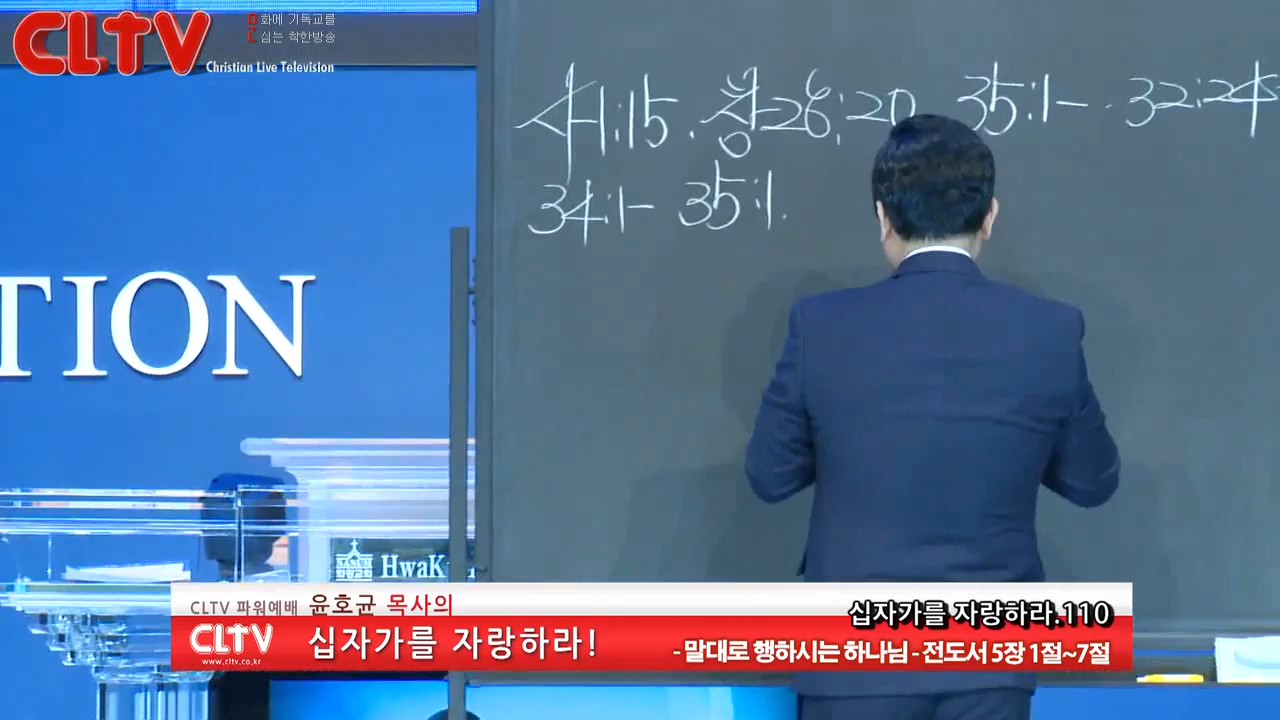 CLTV
문화에 기독교를
심는 착한방송
Christian Live Television
수1:15. 창28:20 35:1- . 32:24
34:1- 35:1.
TION
HwaK
CLTV 파워예배 윤호균 목사의
십자가를 자랑하라.110
CLTV
www.cltv.co.kr
십자가를 자랑하라!
- 말대로 행하시는 하나님 - 전도서 5장 1절~7절